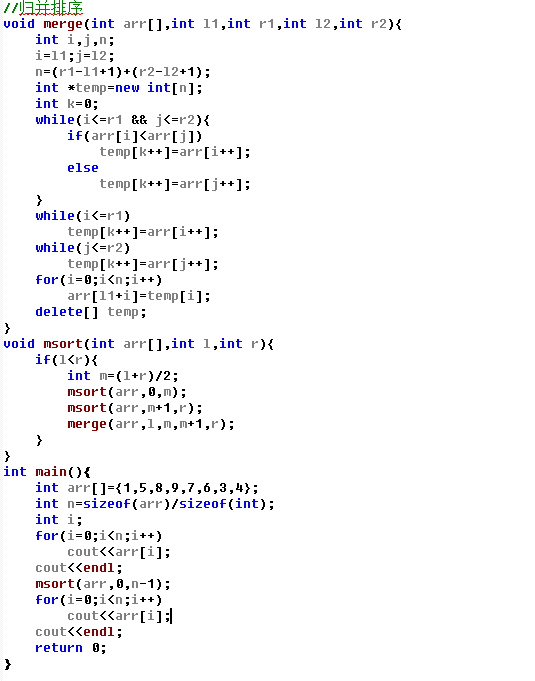 //归并排序
void merge(int arr[],int l1,int r1,int l2,int r2){
    int i,j,n;
    i=l1;j=l2;
    n=(r1-l1+1)+(r2-l2+1);
    int *temp=new int[n];
    int k=0;
    while(i<=r1 && j<=r2){
        if(arr[i]<arr[j])
            temp[k++]=arr[i++];
        else
            temp[k++]=arr[j++];
    }
    while(i<=r1)
        temp[k++]=arr[i++];
    while(j<=r2)
        temp[k++]=arr[j++];
    for(i=0;i<n;i++)
        arr[l1+i]=temp[i];
    delete[] temp;
}
void msort(int arr[],int l,int r){
    if(l<r){
        int m=(l+r)/2;
        msort(arr,0,m);
        msort(arr,m+1,r);
        merge(arr,l,m,m+1,r);
    }
}
int main(){
    int arr[]={1,5,8,9,7,6,3,4};
    int n=sizeof(arr)/sizeof(int);
    int i;
    for(i=0;i<n;i++)
        cout<<arr[i];
    cout<<endl;
    msort(arr,0,n-1);
    for(i=0;i<n;i++)
        cout<<arr[i];
    cout<<endl;
    return 0;
}